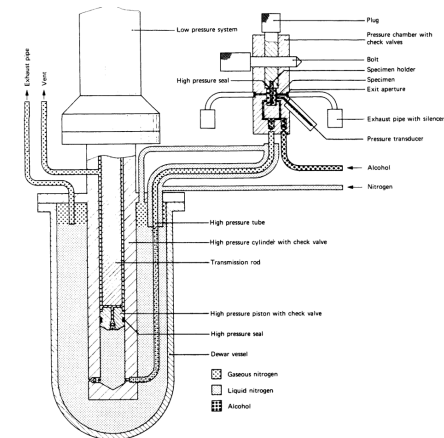 Exhaust pipe
Vent
Low pressure system
High pressure seal
Plug
Pressure chamber with
check valves
Bolt
Specimen holder
Specimen
Exit aperture
Exhaust pipe with silencer
Pressure transducer
Alcohol
Nitrogen
High pressure tube
High pressure cylinder with check valve
Transmission rod
High pressure piston with check valve
High pressure seal
Dewar vessel
Gaseous nitrogen
Liquid nitrogen
Alcohol